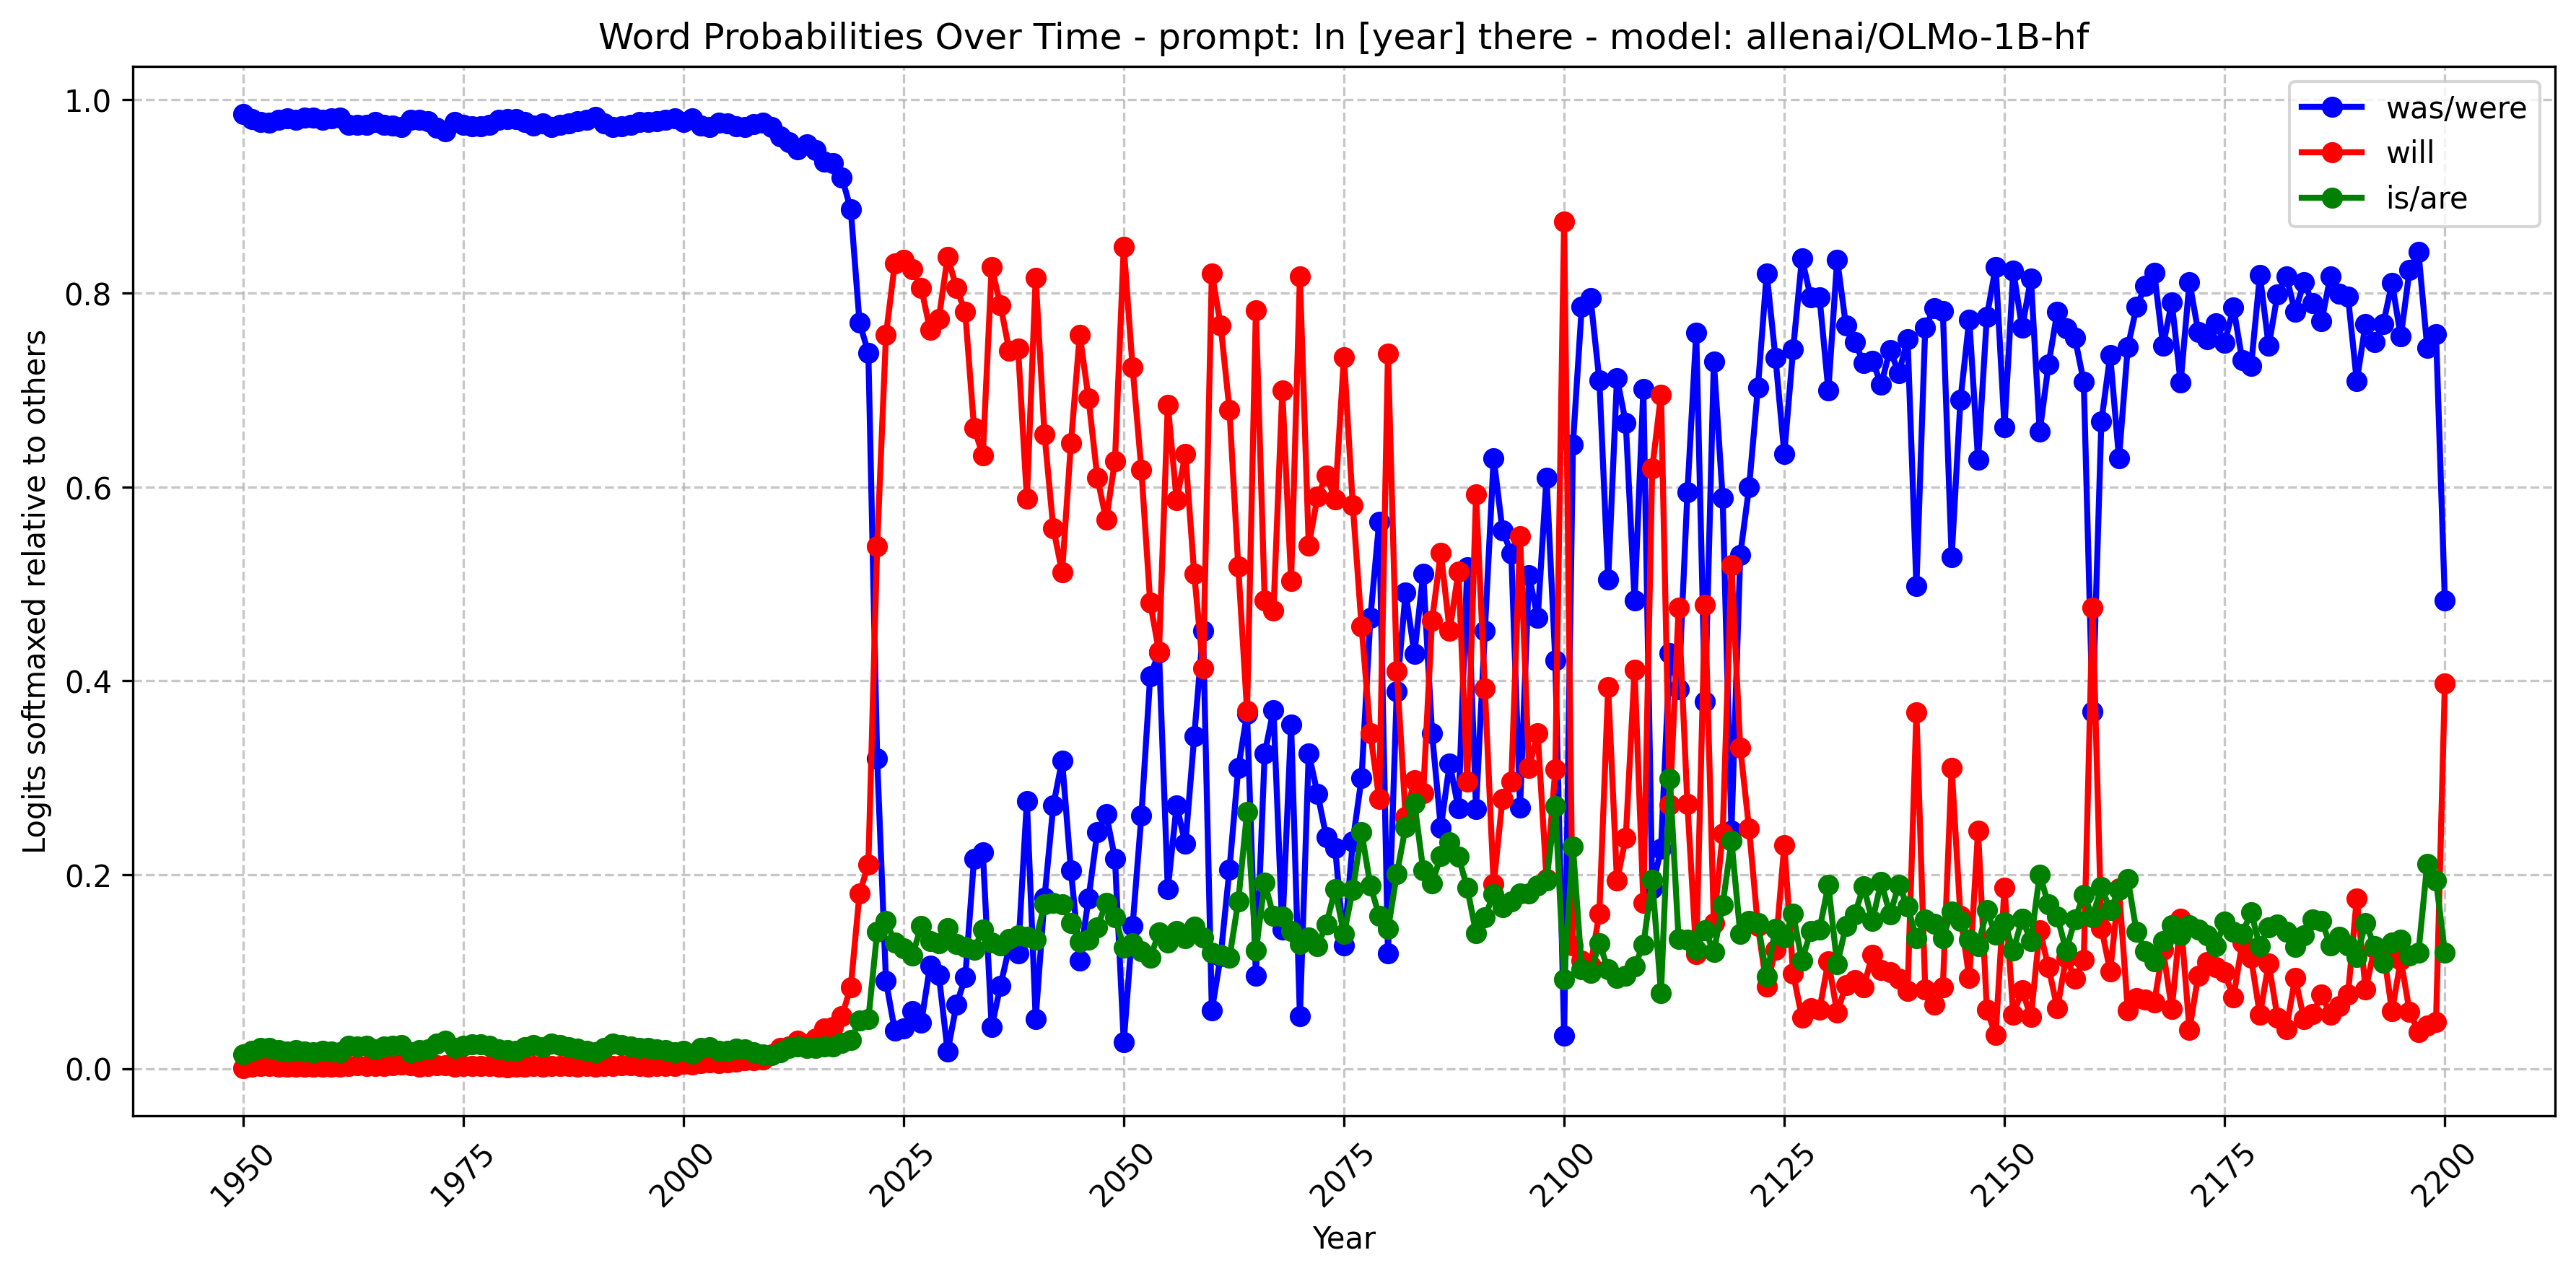 Word Probabilities Over Time - prompt: In [year] there - model: allenai/OLMo-1B-hf
was/were
will
is/are
Logits softmaxed relative to others
1.0
0.8
0.6
0.4
0.2
0.0
1950
1975
2000
2025
2050
2075
2100
2125
2150
2175
2200
Year